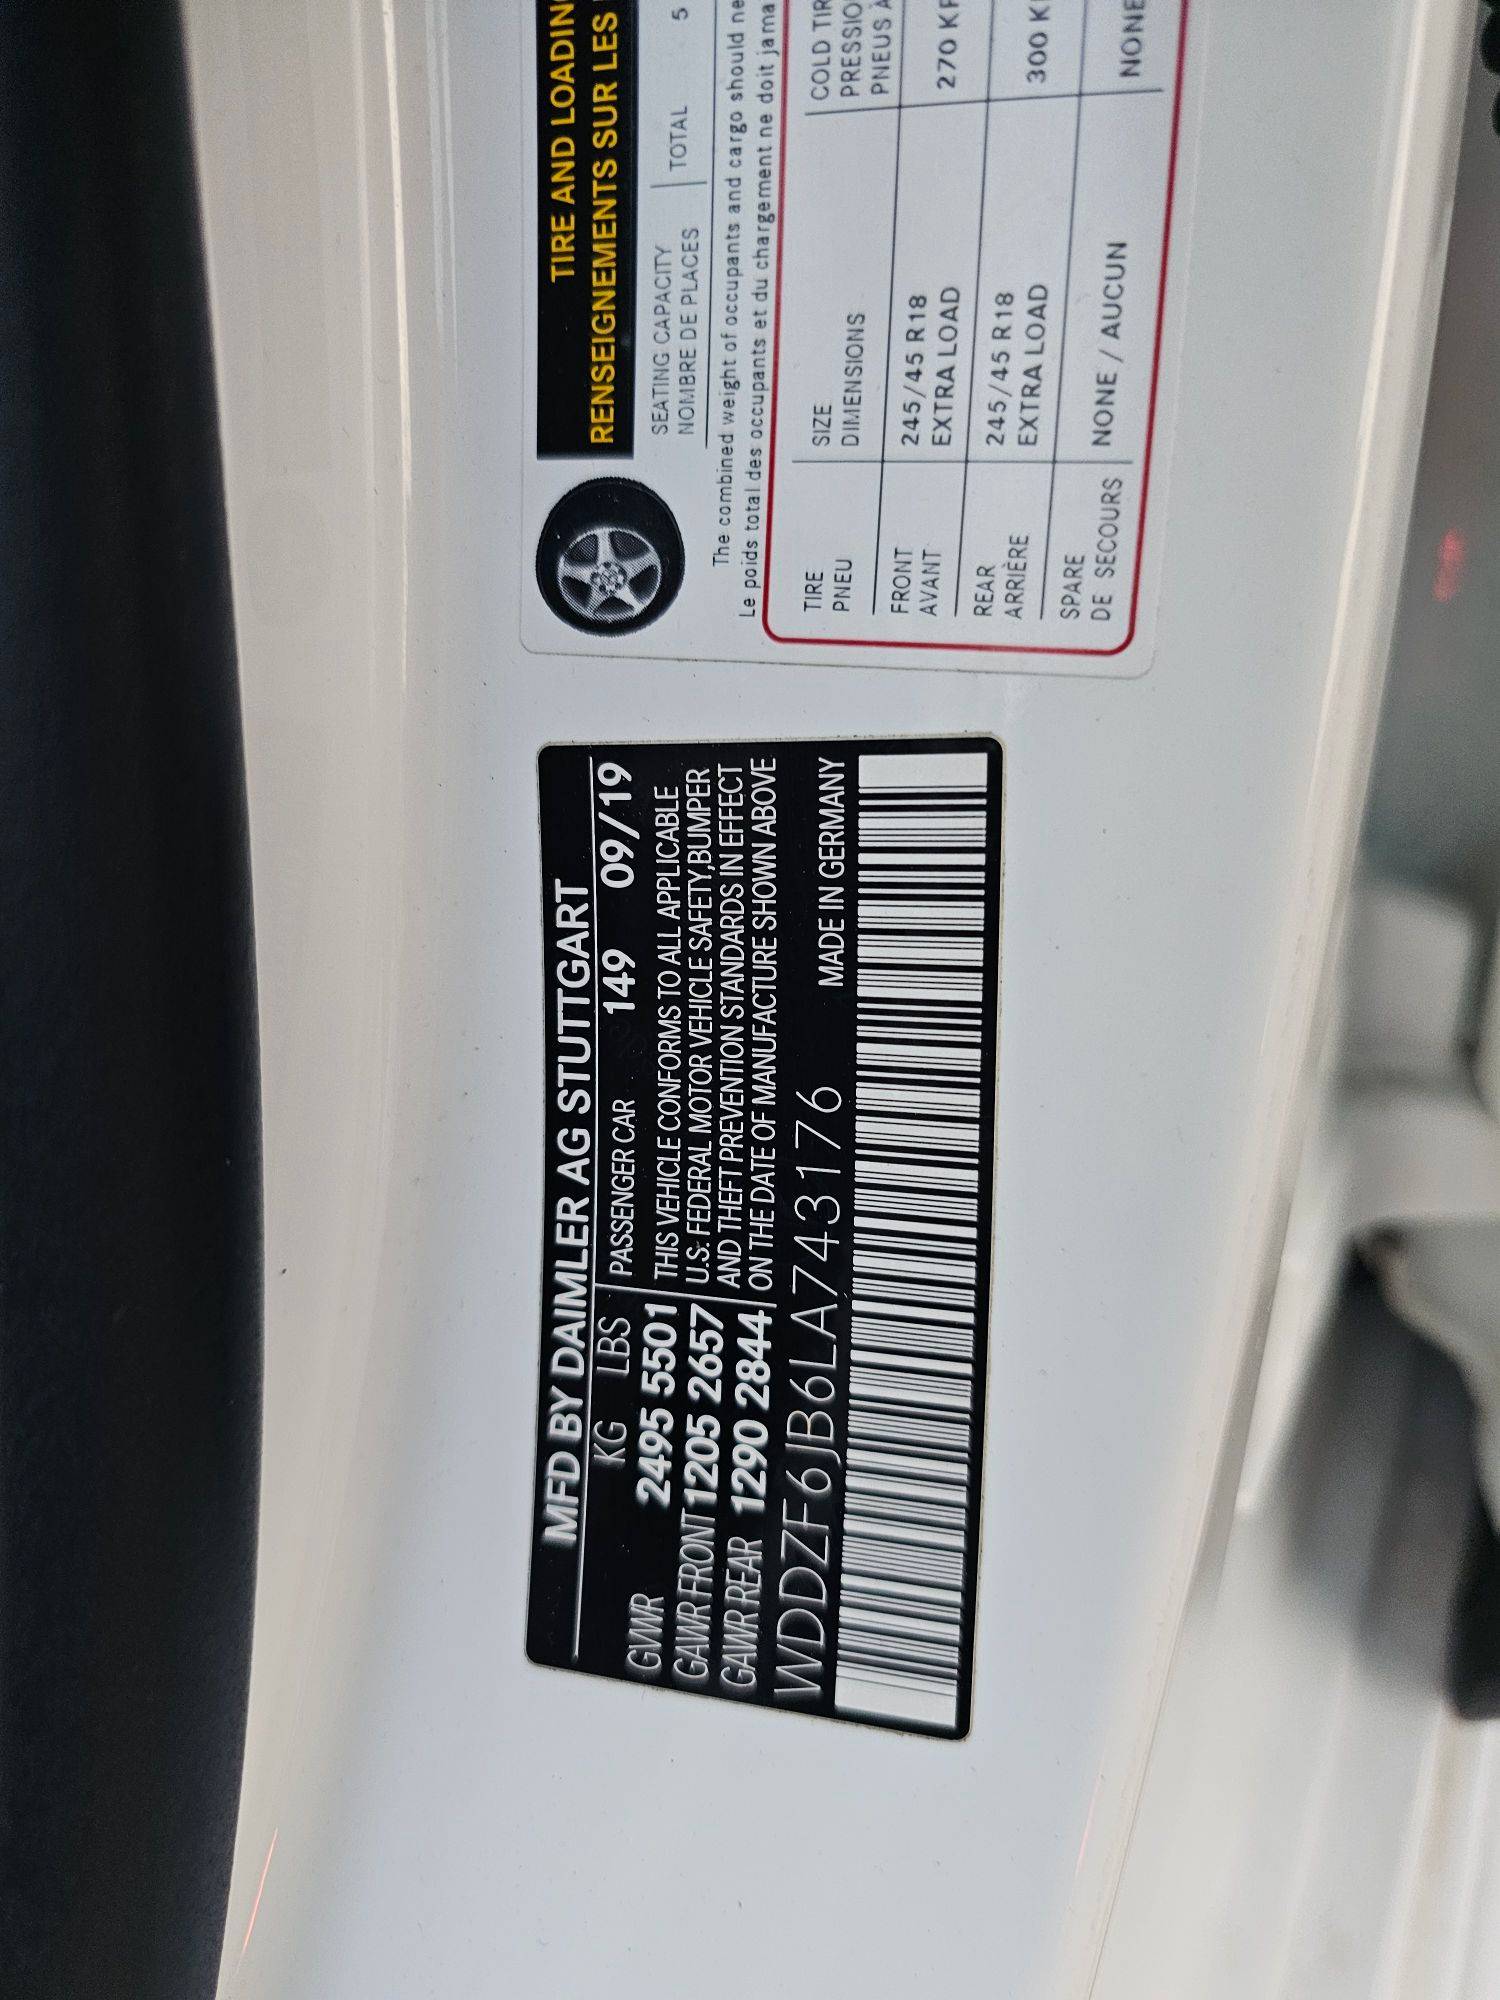 MFD BY DAIMLER AG STUTTGART
KG LBS PASSENGER CAR 149 09/19
GVWR 2495 5501 THIS VEHICLE CONFORMS TO ALL APPLICABLE
GAWR FRONT 1205 2657 U.S. FEDERAL MOTOR VEHICLE SAFETY,BUMPER
GAWR REAR 1290 2844 AND THEFT PREVENTION STANDARDS IN EFFECT
ON THE DATE OF MANUFACTURE SHOWN ABOVE
WDDZF6JB6LA743176 MADE IN GERMANY
TIRE AND LOADING
RENSEIGNEMENTS SUR LES
SEATING CAPACITY
NOMBRE DE PLACES
TOTAL 5
The combined weight of occupants and cargo should ne
Le poids total des occupants et du chargement ne doit jama
TIRE SIZE COLD TIR
PNEU DIMENSIONS PRESSIO
PNEUS À
FRONT 245/45 R18
AVANT EXTRA LOAD 270 KP
REAR 245/45 R18
ARRIÈRE EXTRA LOAD 300 K
SPARE
DE SECOURS NONE / AUCUN NONE